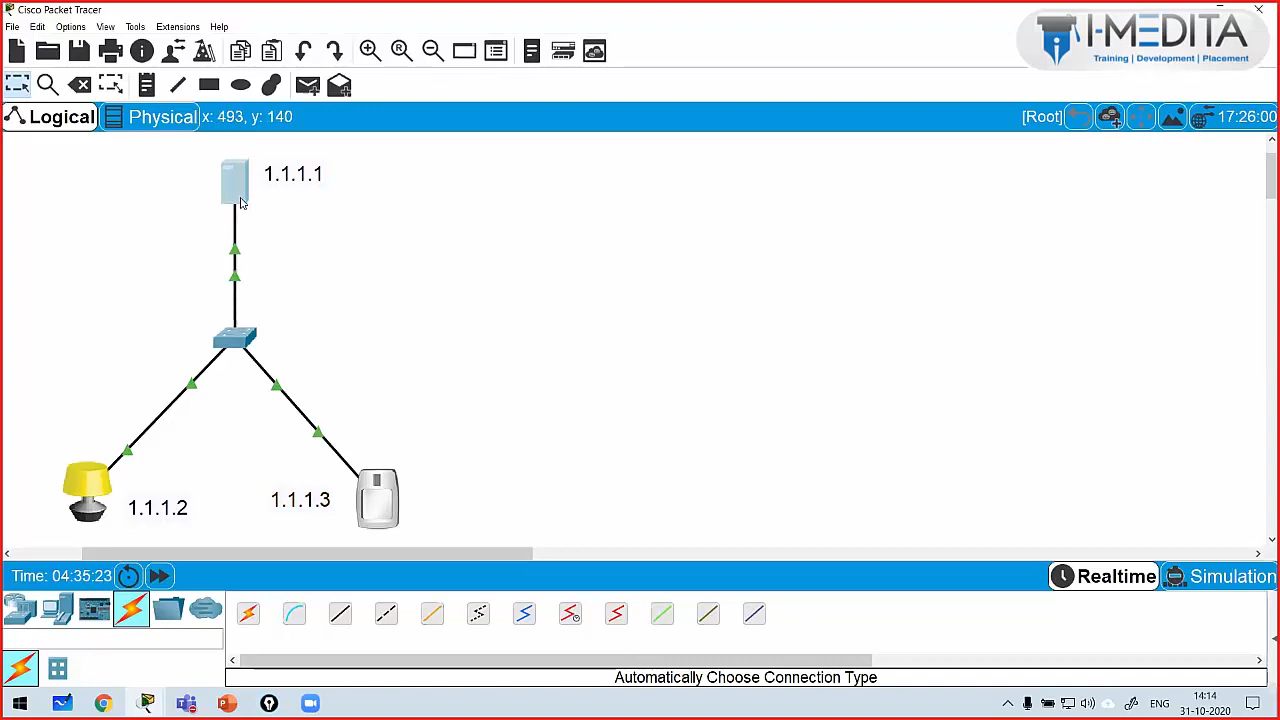 Cisco Packet Tracer
File Edit Options View Tools Extensions Help
I-MEDITA
Training | Development | Placement
Logical Physical x: 493, y: 140 [Root] 17:26:00
1.1.1.1
1.1.1.2
1.1.1.3
Time: 04:35:23 Realtime Simulation
Automatically Choose Connection Type
ENG 14:14
31-10-2020